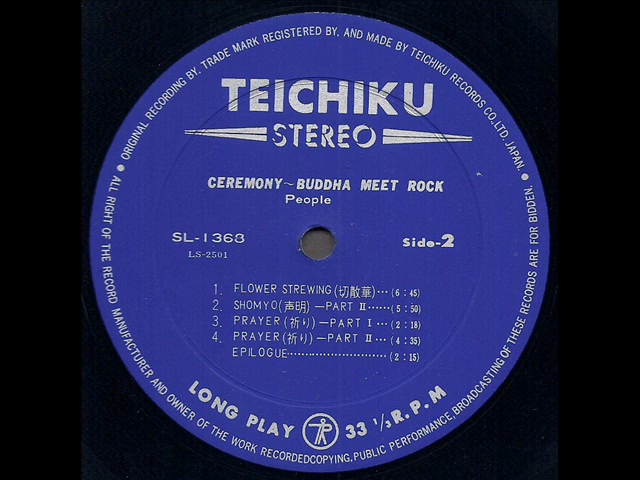 ORIGINAL RECORDING BY, TRADE MARK REGISTERED BY, AND MADE BY TEICHIKU RECORDS CO., LTD. JAPAN.
TEICHIKU
STEREO
CEREMONY~BUDDHA MEET ROCK
People
SL-1368
LS-2501
Side-2
1. FLOWER STREWING (切散華)…(6:45)
2. SHOMYO (声明)—PART II……(5:50)
3. PRAYER (祈り)—PART I…(2:18)
4. PRAYER (祈り)—PART II…(4:35)
EPILOGUE………………………(2:15)
LONG PLAY 33 1/3 R.P.M
ALL RIGHT OF THE RECORD MANUFACTURER AND OWNER OF THE WORK RECORDEDCOPYING, PUBLIC PERFORMANCE, BROADCASTING OF THESE RECORDS ARE FOR BIDDEN.